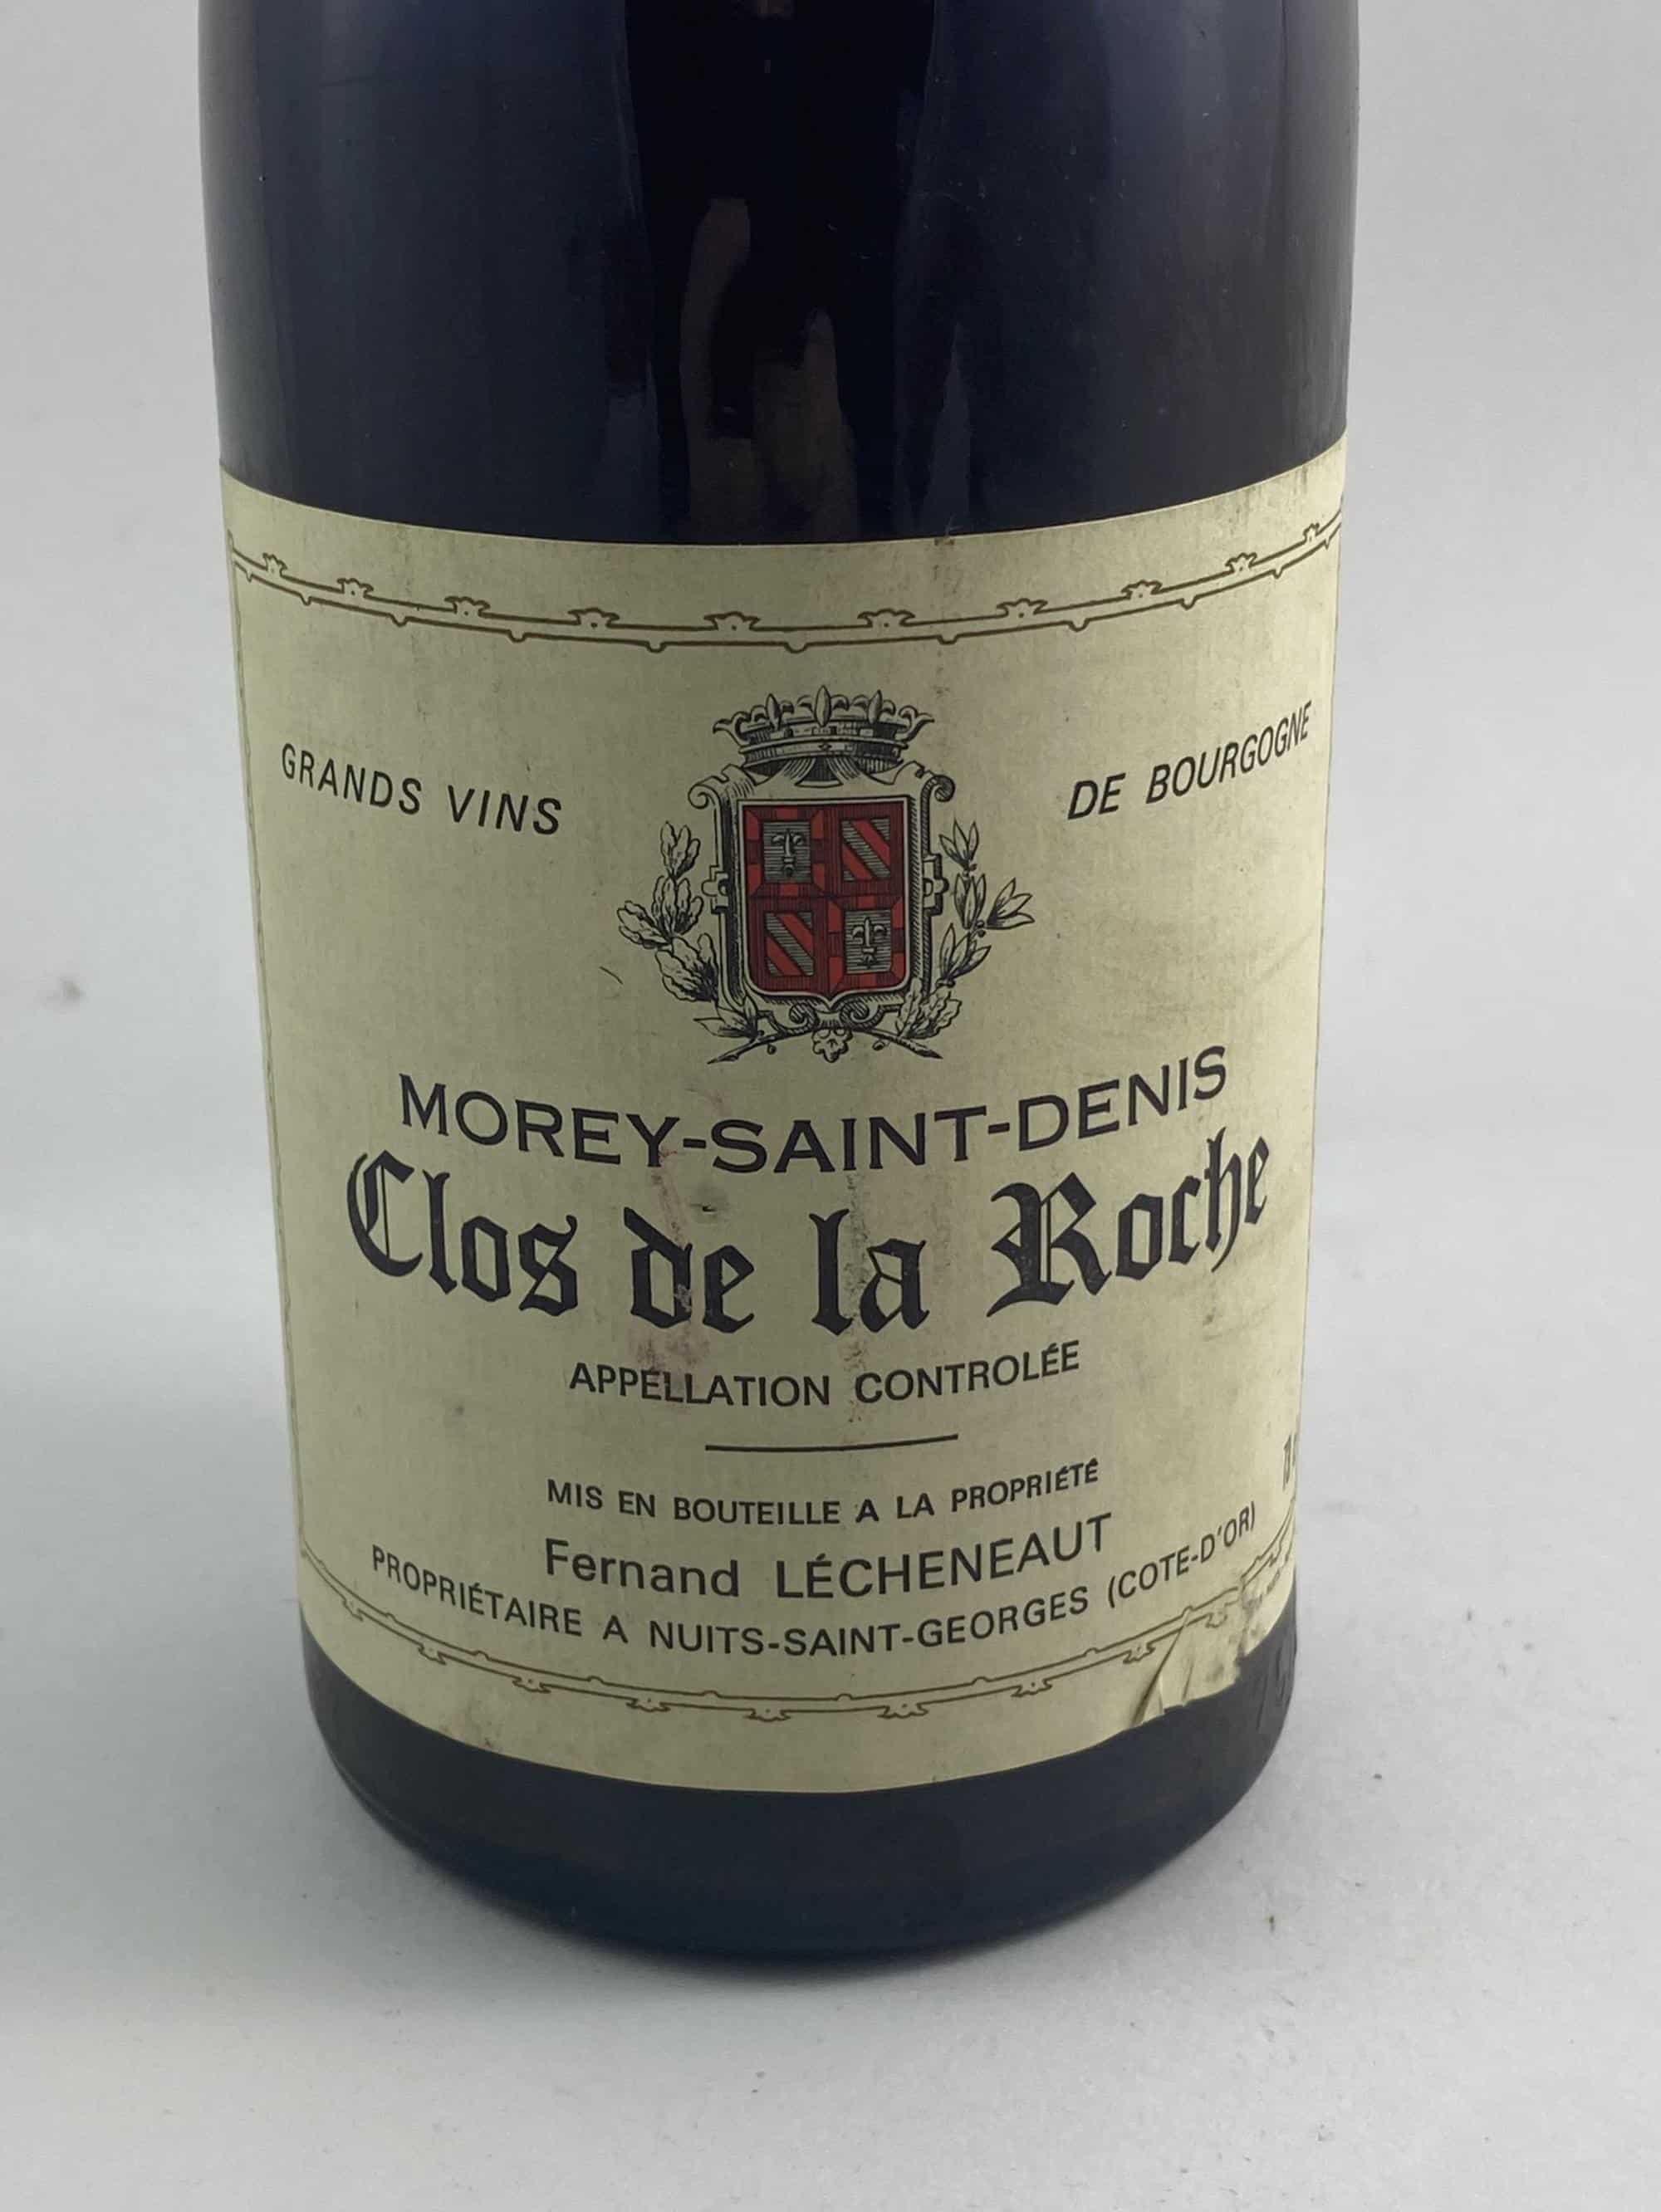 GRANDS VINS DE BOURGOGNE
MOREY-SAINT-DENIS
Clos de la Roche
APPELLATION CONTROLÉE
MIS EN BOUTEILLE A LA PROPRIÉTÉ
Fernand LÉCHENEAUT
PROPRIÉTAIRE A NUITS-SAINT-GEORGES (COTE-D'OR)